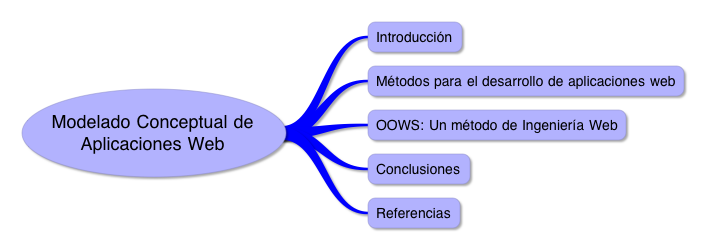 Modelado Conceptual de
Aplicaciones Web
Introducción
Métodos para el desarrollo de aplicaciones web
OOWS: Un método de Ingeniería Web
Conclusiones
Referencias